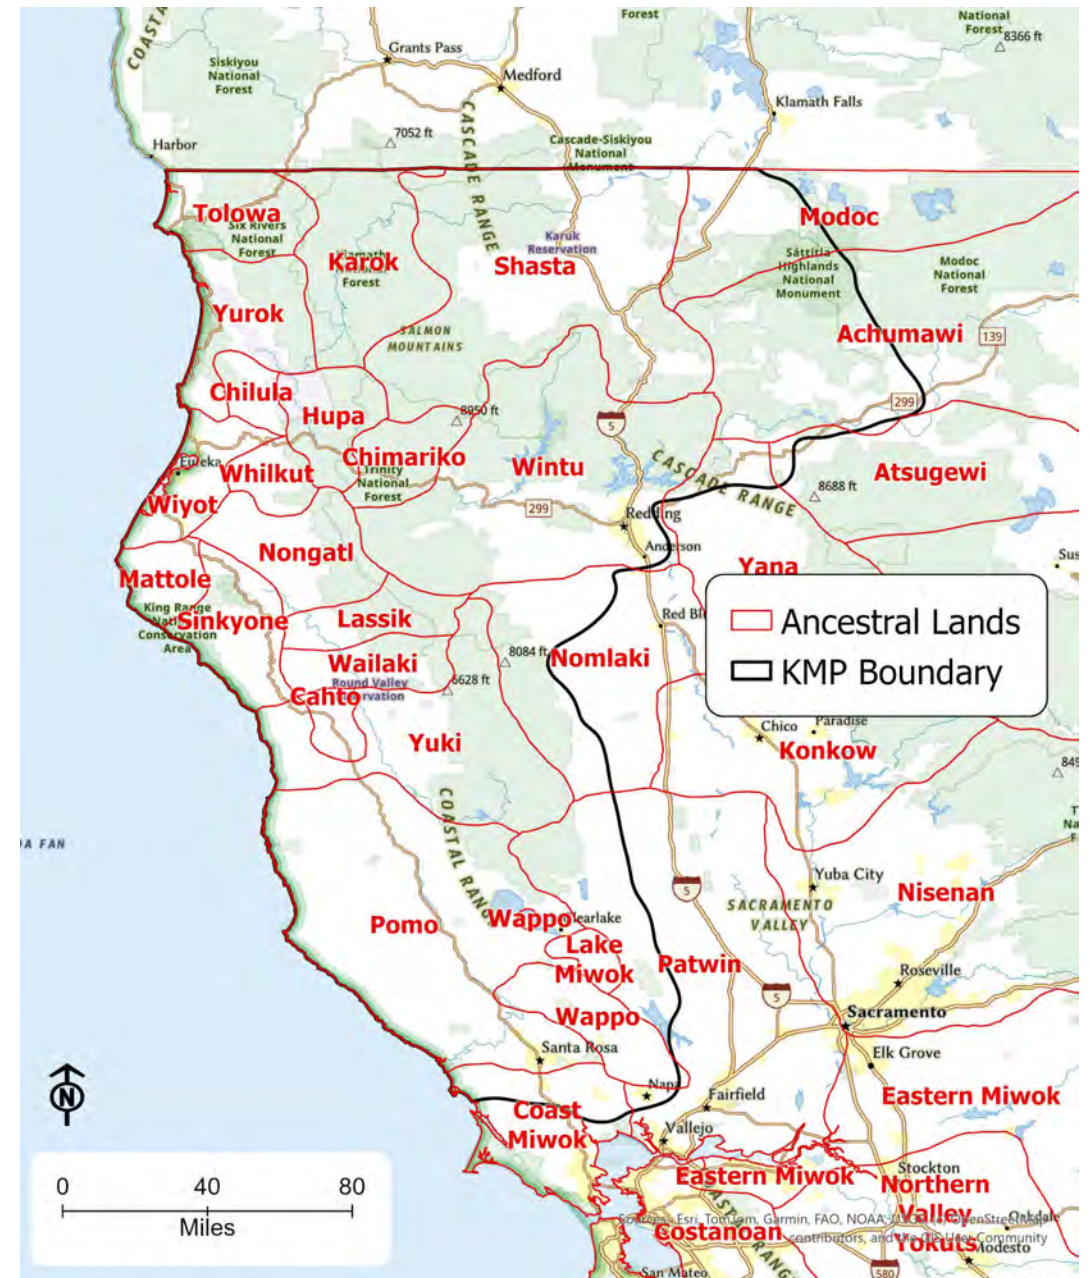 COASTA
Forest
National
Forest
8366 ft
Grants Pass
Siskiyou
National
Forest
Medford
Klamath Falls
CASCADE RANGE
7052 ft
Harbor
Cascade-Siskiyou
National
Monument
Tolowa
Six Rivers
National
Forest
Modoc
Karuk
Reservation
Karok
Klamath
Forest
Shasta
Sáttítla
Highlands
National
Monument
Modoc
National
Forest
Yurok
SALMON
MOUNTAINS
Achumawi
139
Chilula
Hupa
299
8950 ft
5
Eureka
Whilkut
Chimariko
Trinity
National
Forest
Wintu
CASCADE RANGE
Atsugewi
8688 ft
Wiyot
299
Redding
Nongatl
Anderson
Yana
Sus
Mattole
King Range
National
Conservation
Area
Sinkyone
Lassik
Red Bl
Ancestral Lands
KMP Boundary
Wailaki
8084 ft
Nomlaki
Round Valley
Reservation
6628 ft
Cahto
Yuki
Chico
Paradise
Konkow
849
T
Na
F
COASTAL RANG
A FAN
5
Yuba City
Nisenan
SACRAMENTO
VALLEY
Pomo
Wappo
Clearlake
Lake
Miwok
Patwin
Roseville
5
Wappo
Sacramento
Santa Rosa
Elk Grove
N
Napa
Fairfield
Eastern Miwok
Coast
Miwok
Vallejo
0 40 80
Miles
Eastern Miwok
Stockton
Northern
Valley
Yokuts
Costanoan
Oakdale
Sources: Esri, TomTom, Garmin, FAO, NOAA, USGS, © OpenStreetMap
contributors, and the GIS User Community
Modesto
San Mateo
580